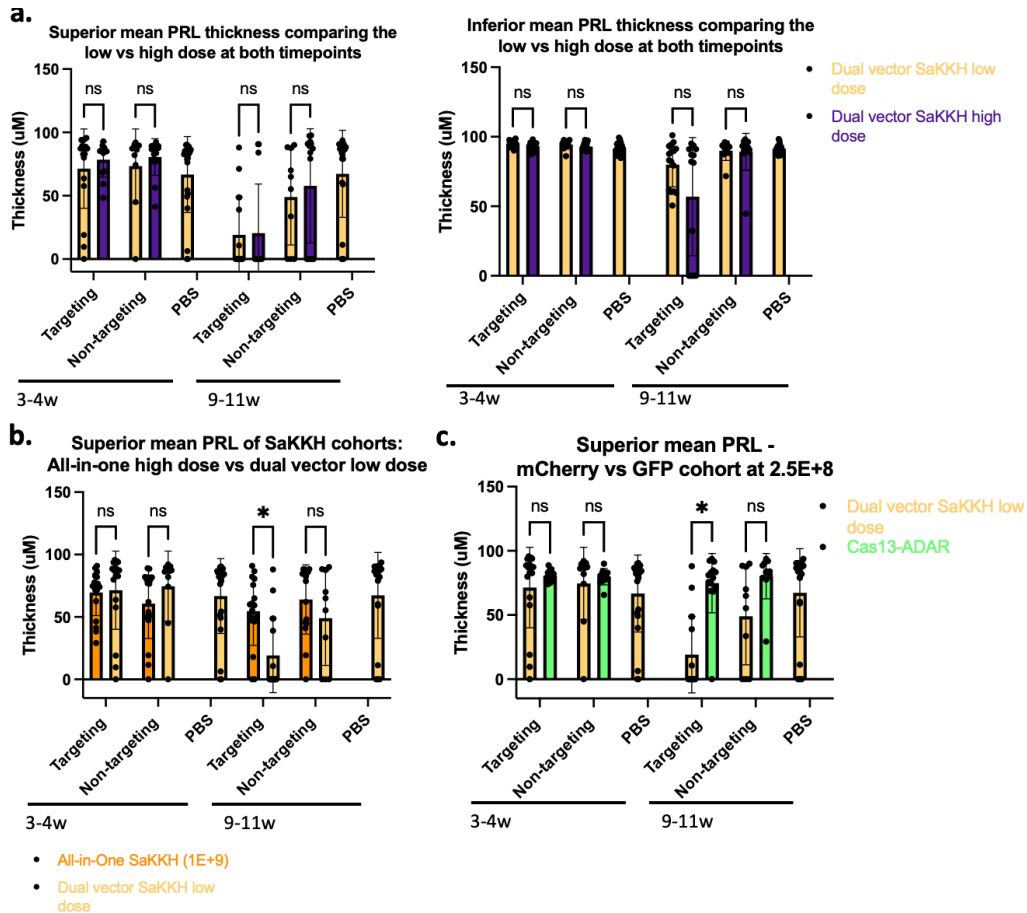 a.
Superior mean PRL thickness comparing the
low vs high dose at both timepoints
Thickness (uM)
150
100
50
0
ns
ns
ns
ns
Targeting
Non-targeting
PBS
Targeting
Non-targeting
PBS
3-4w
9-11w
Inferior mean PRL thickness comparing the
low vs high dose at both timepoints
Thickness (uM)
150
100
50
0
ns
ns
ns
ns
Targeting
Non-targeting
PBS
Targeting
Non-targeting
PBS
3-4w
9-11w
Dual vector SaKKH low
dose
Dual vector SaKKH high
dose
b.
Superior mean PRL of SaKKH cohorts:
All-in-one high dose vs dual vector low dose
Thickness (uM)
150
100
50
0
ns
ns
*
ns
Targeting
Non-targeting
PBS
Targeting
Non-targeting
PBS
3-4w
9-11w
All-in-One SaKKH (1E+9)
Dual vector SaKKH low
dose
c.
Superior mean PRL -
mCherry vs GFP cohort at 2.5E+8
Thickness (uM)
150
100
50
0
ns
ns
*
ns
Targeting
Non-targeting
PBS
Targeting
Non-targeting
PBS
3-4w
9-11w
Dual vector SaKKH low
dose
Cas13-ADAR